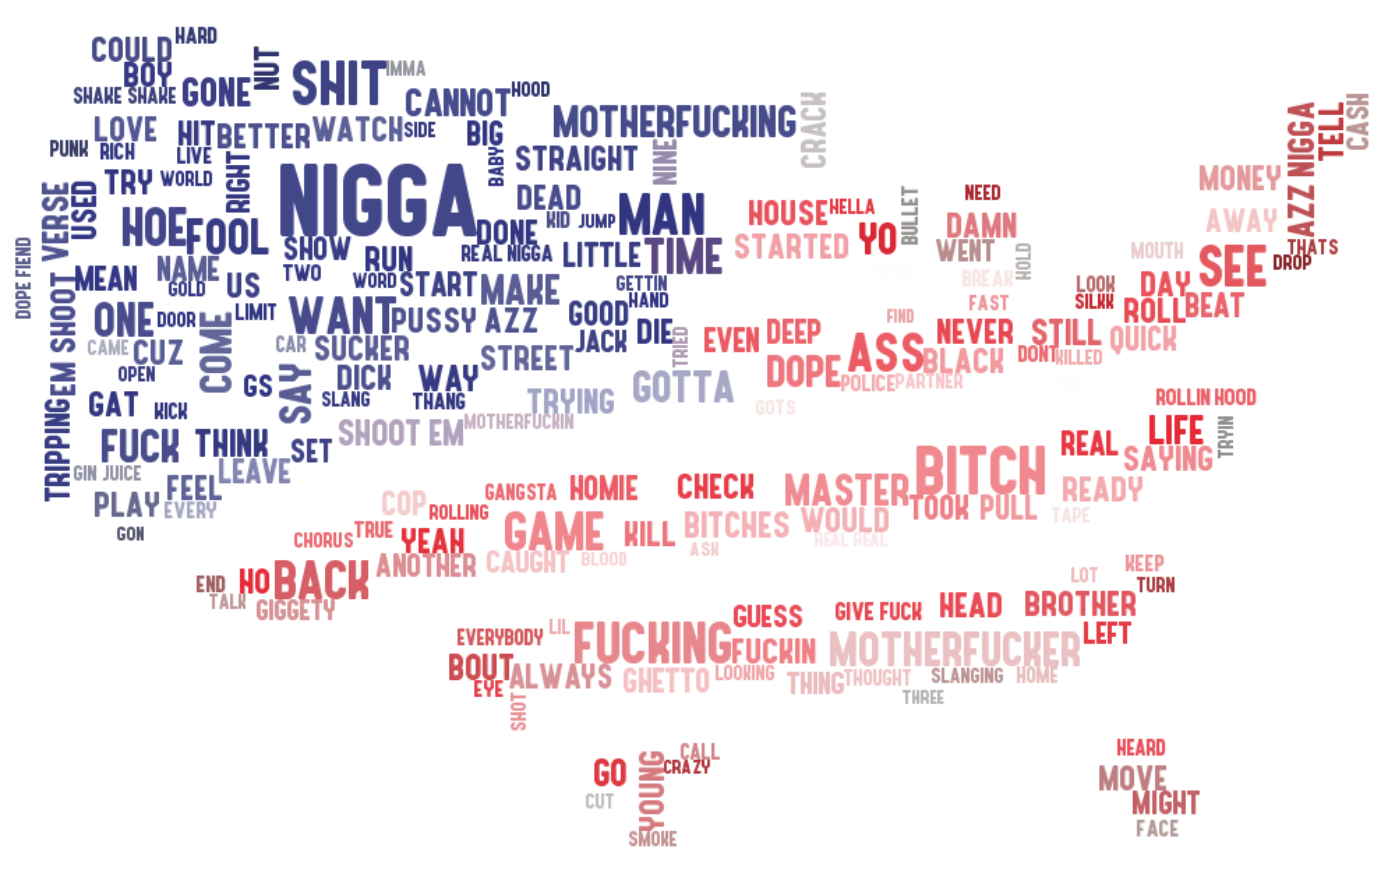 HARD
COULD
NUT
BOY
SHIT
IMMA
SHAKE SHAKE
GONE
CANNOT
HOOD
MOTHERFUCKING
CRACK
CASH
TELL
AZZ NIGGA
LOVE
HIT
BETTER
WATCH
SIDE
BIG
PUNK
RICH
LIVE
RIGHT
BABY
STRAIGHT
NINE
TRY
WORLD
NIGGA
DEAD
MAN
MONEY
VERSE
USED
HOE
FOOL
DONE
KID
JUMP
HOUSE
HELLA
BULLET
NEED
DAMN
AWAY
SHOW
RUN
REAL NIGGA
LITTLE
TIME
STARTED
YO
WENT
HOLD
MOUTH
SEE
THATS
DROP
DOPE FIEND
MEAN
NAME
GOLD
US
TWO
WORD
START
MAKE
GETTIN
HAND
BREAK
LOOK
DAY
SILKK
ROLL
BEAT
ONE
DOOR
LIMIT
WANT
PUSSY AZZ
GOOD
FAST
FIND
EM SHOOT
COME
CAME
CUZ
CAR
SUCKER
STREET
JACK
DIE
TRIED
EVEN
DEEP
ASS
NEVER
STILL
QUICK
DONT
KILLED
BLACK
OPEN
GS
SAY
DICK
WAY
DOPE
POLICE
PARTNER
GAT
KICK
SLANG
THANG
TRYING
GOTTA
GOTS
ROLLIN HOOD
TRIPPING
FUCK
THINK
SET
SHOOT EM
MOTHERFUCKIN
REAL
LIFE
TRYIN
GIN JUICE
FEEL
LEAVE
BITCH
SAYING
PLAY
EVERY
COP
GANGSTA
HOMIE
CHECK
MASTER
TOOK PULL
READY
TAPE
GON
CHORUS
TRUE
ROLLING
YEAH
GAME
KILL
BITCHES
WOULD
REAL REAL
ASK
END
HO
BACK
ANOTHER
CAUGHT
BLOOD
TALK
GIGGETY
LOT
KEEP
TURN
EVERYBODY
LIL
FUCKING
GUESS
GIVE FUCK
HEAD
BROTHER
LEFT
FUCKIN
MOTHERFUCKER
BOUT
EYE
ALWAYS
GHETTO
LOOKING
THING
THOUGHT
SLANGING
HOME
THREE
SHOT
GO
YOUNG
CALL
CRAZY
CUT
SMOKE
HEARD
MOVE
MIGHT
FACE